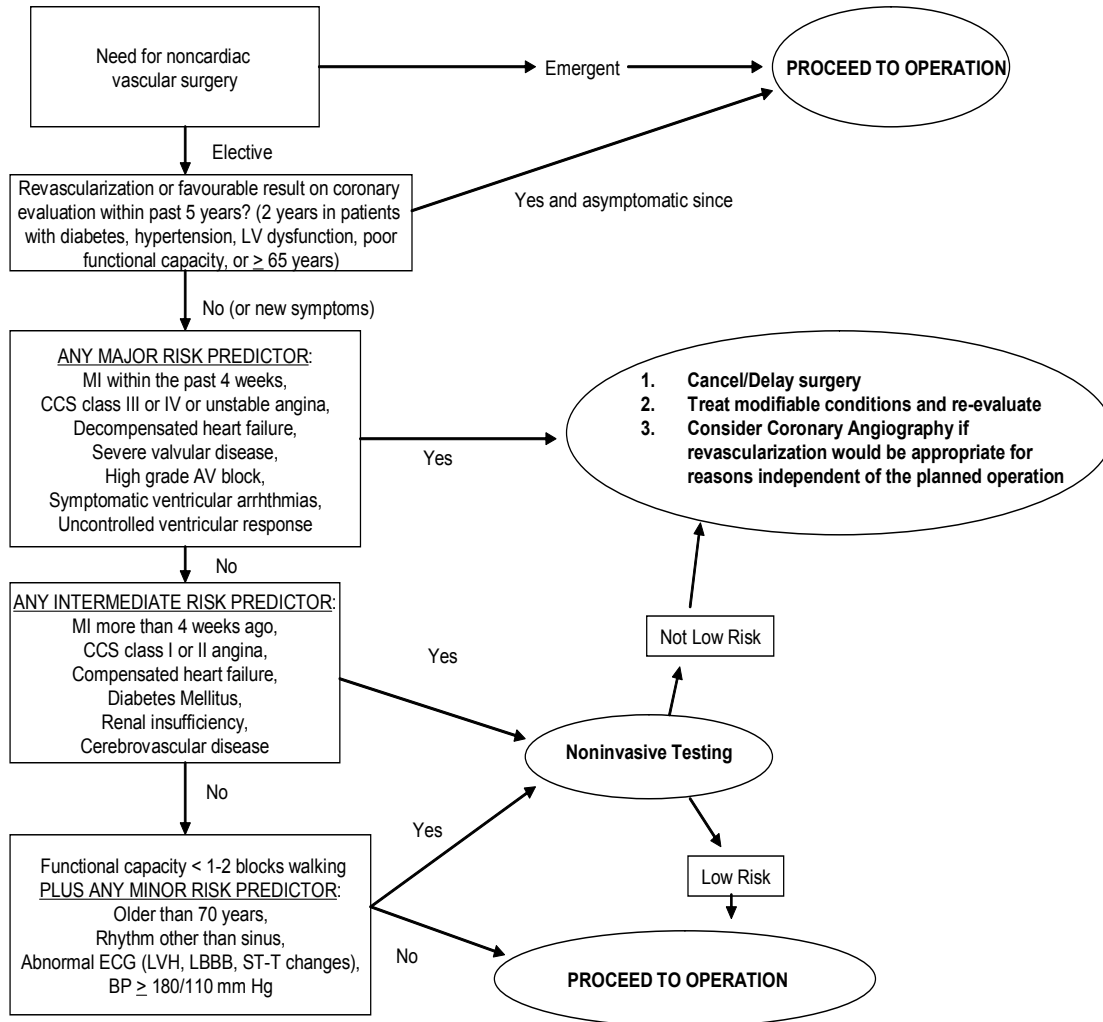 Need for noncardiac
vascular surgery
Emergent
PROCEED TO OPERATION
Elective
Revascularization or favourable result on coronary
evaluation within past 5 years? (2 years in patients
with diabetes, hypertension, LV dysfunction, poor
functional capacity, or ≥ 65 years)
Yes and asymptomatic since
No (or new symptoms)
ANY MAJOR RISK PREDICTOR:
MI within the past 4 weeks,
CCS class III or IV or unstable angina,
Decompensated heart failure,
Severe valvular disease,
High grade AV block,
Symptomatic ventricular arrhthmias,
Uncontrolled ventricular response
Yes
1. Cancel/Delay surgery
2. Treat modifiable conditions and re-evaluate
3. Consider Coronary Angiography if
revascularization would be appropriate for
reasons independent of the planned operation
No
ANY INTERMEDIATE RISK PREDICTOR:
MI more than 4 weeks ago,
CCS class I or II angina,
Compensated heart failure,
Diabetes Mellitus,
Renal insufficiency,
Cerebrovascular disease
Yes
Not Low Risk
Noninvasive Testing
No
Yes
Low Risk
Functional capacity < 1-2 blocks walking
PLUS ANY MINOR RISK PREDICTOR:
Older than 70 years,
Rhythm other than sinus,
Abnormal ECG (LVH, LBBB, ST-T changes),
BP ≥ 180/110 mm Hg
No
PROCEED TO OPERATION